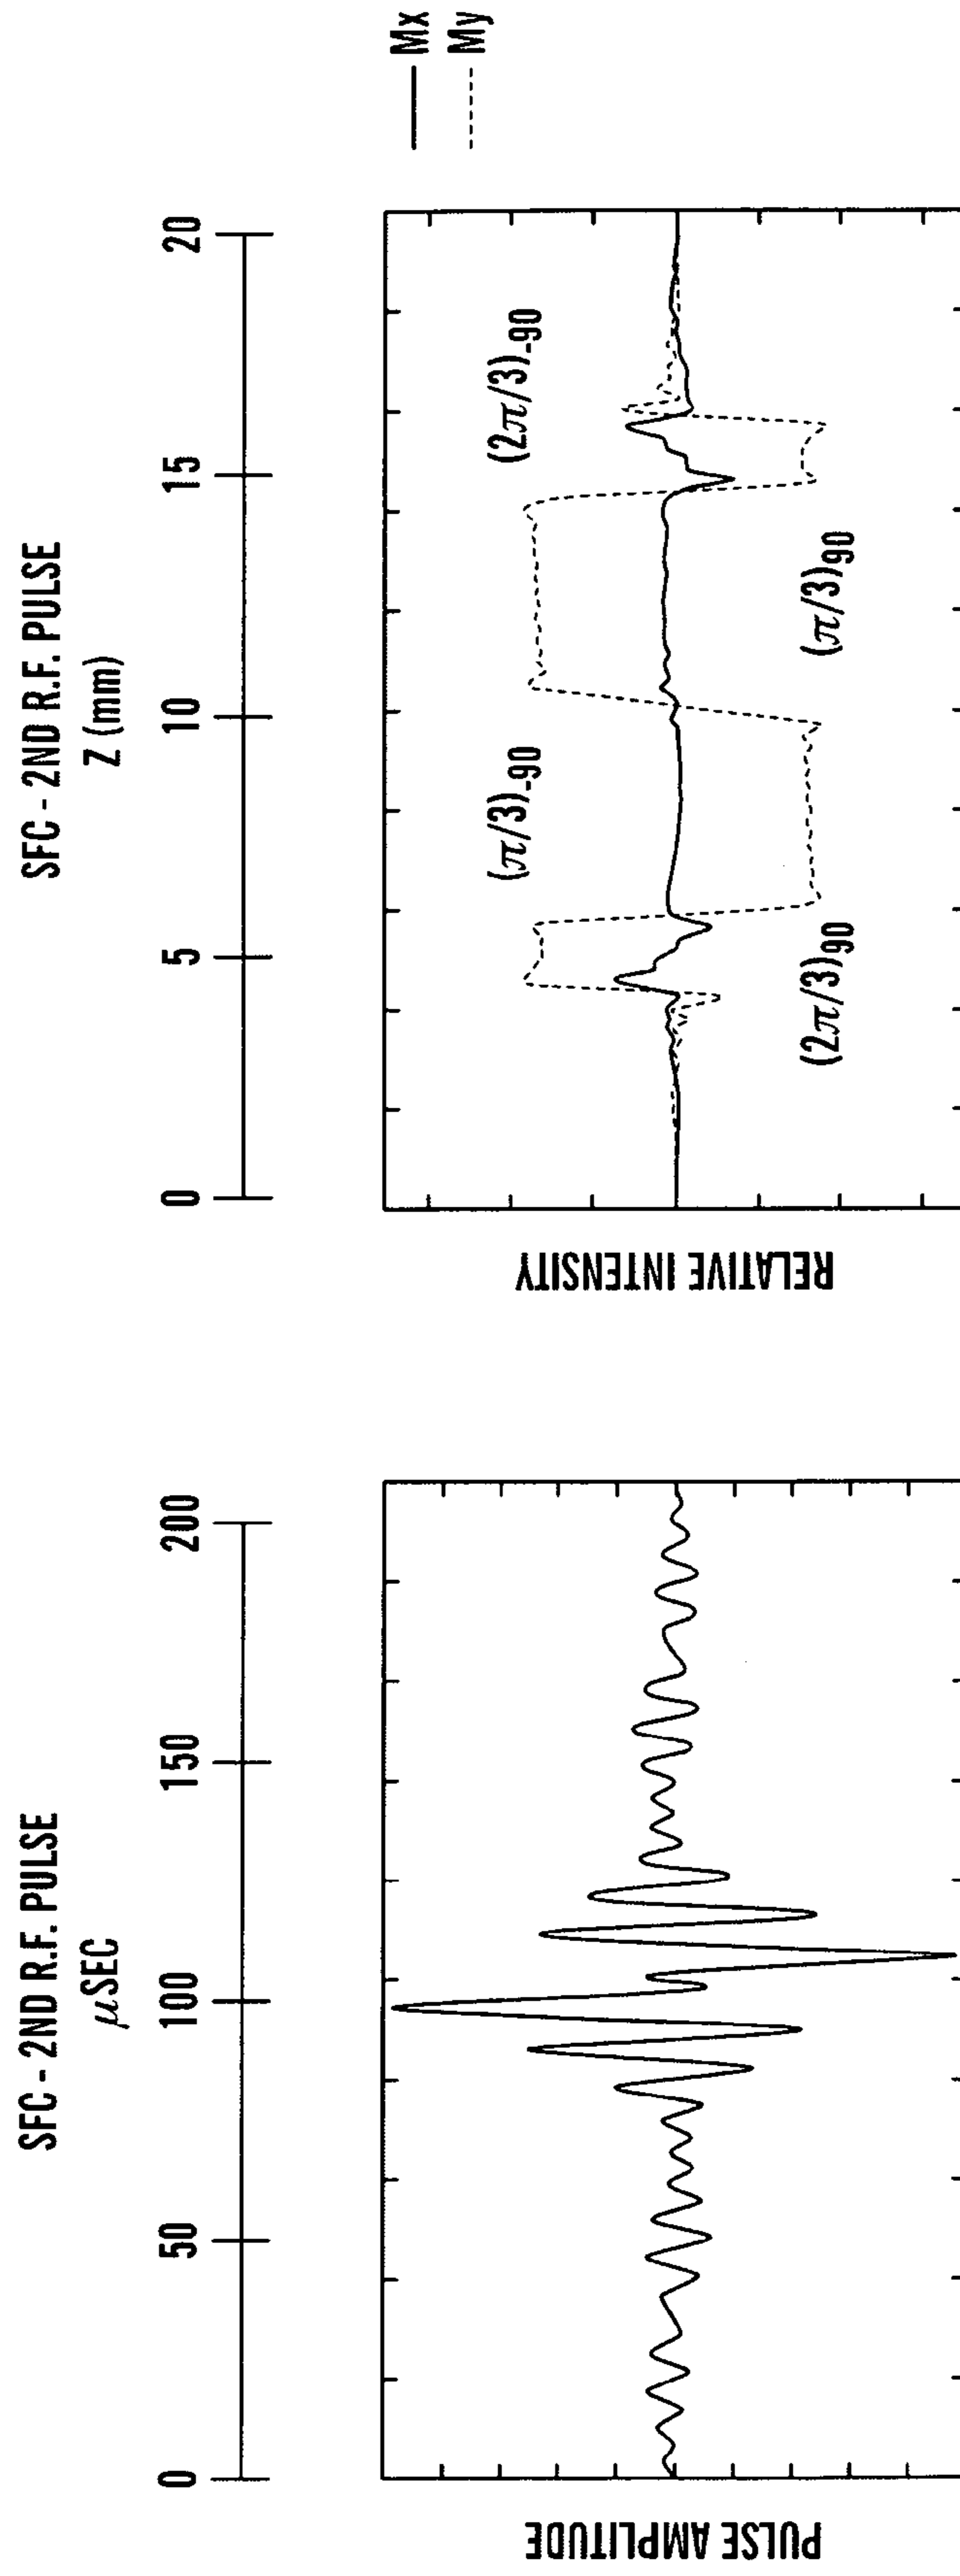 SFC - 2ND R.F. PULSE
μSEC
0 50 100 150 200
PULSE AMPLITUDE
SFC - 2ND R.F. PULSE
Z (mm)
0 5 10 15 20
RELATIVE INTENSITY
(π/3)-90
(2π/3)-90
(2π/3)90
(π/3)90
Mx
My